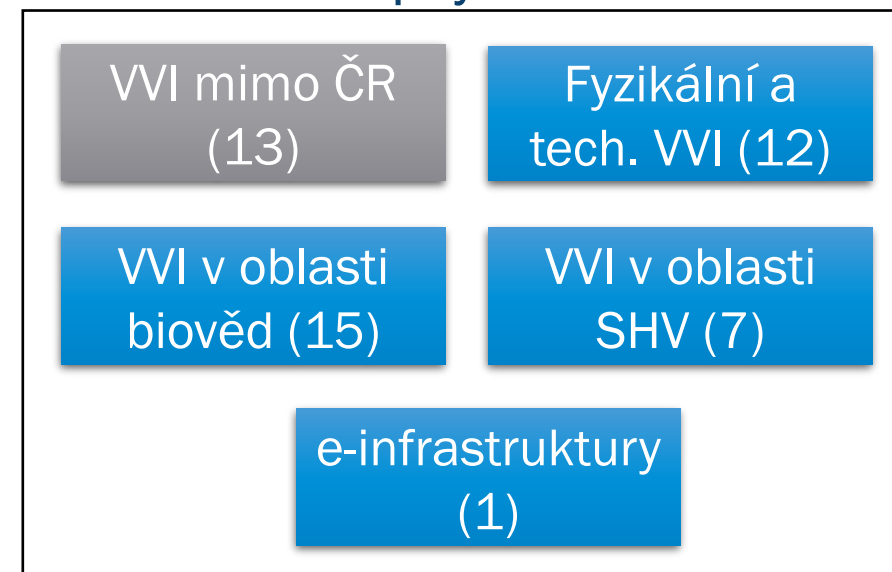 VVI mimo ČR
(13)
Fyzikální a
tech. VVI (12)
VVI v oblasti
biověd (15)
VVI v oblasti
SHV (7)
e-infrastruktury
(1)